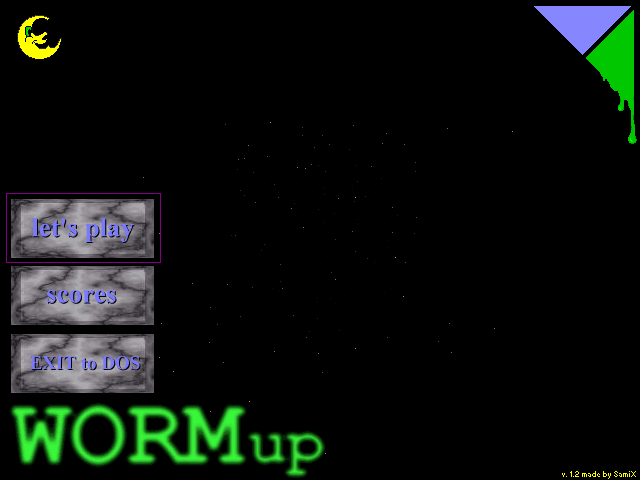 let's play
scores
EXIT to DOS
WORMup
v. 1.2 made by SamiX